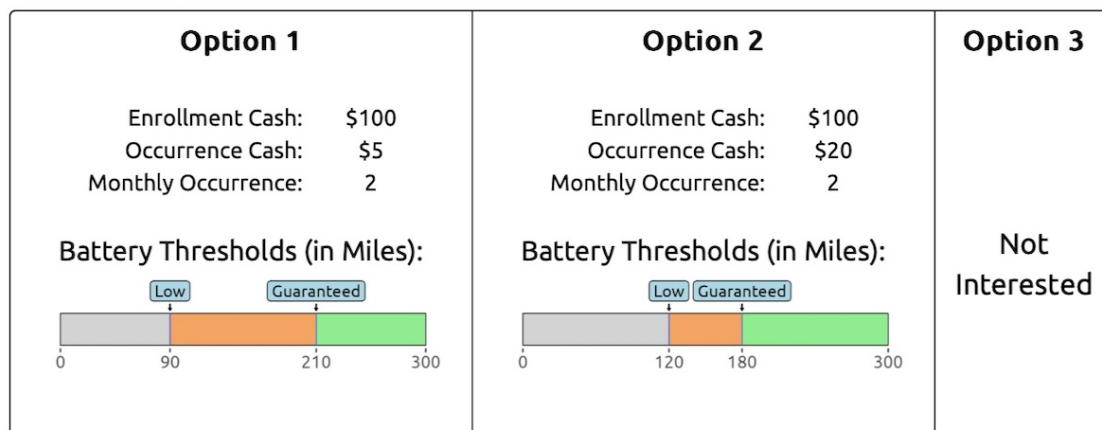 Option 1
Enrollment Cash: $100
Occurrence Cash: $5
Monthly Occurrence: 2
Battery Thresholds (in Miles):
Low Guaranteed
0 90 210 300
Option 2
Enrollment Cash: $100
Occurrence Cash: $20
Monthly Occurrence: 2
Battery Thresholds (in Miles):
Low Guaranteed
0 120 180 300
Option 3
Not
Interested